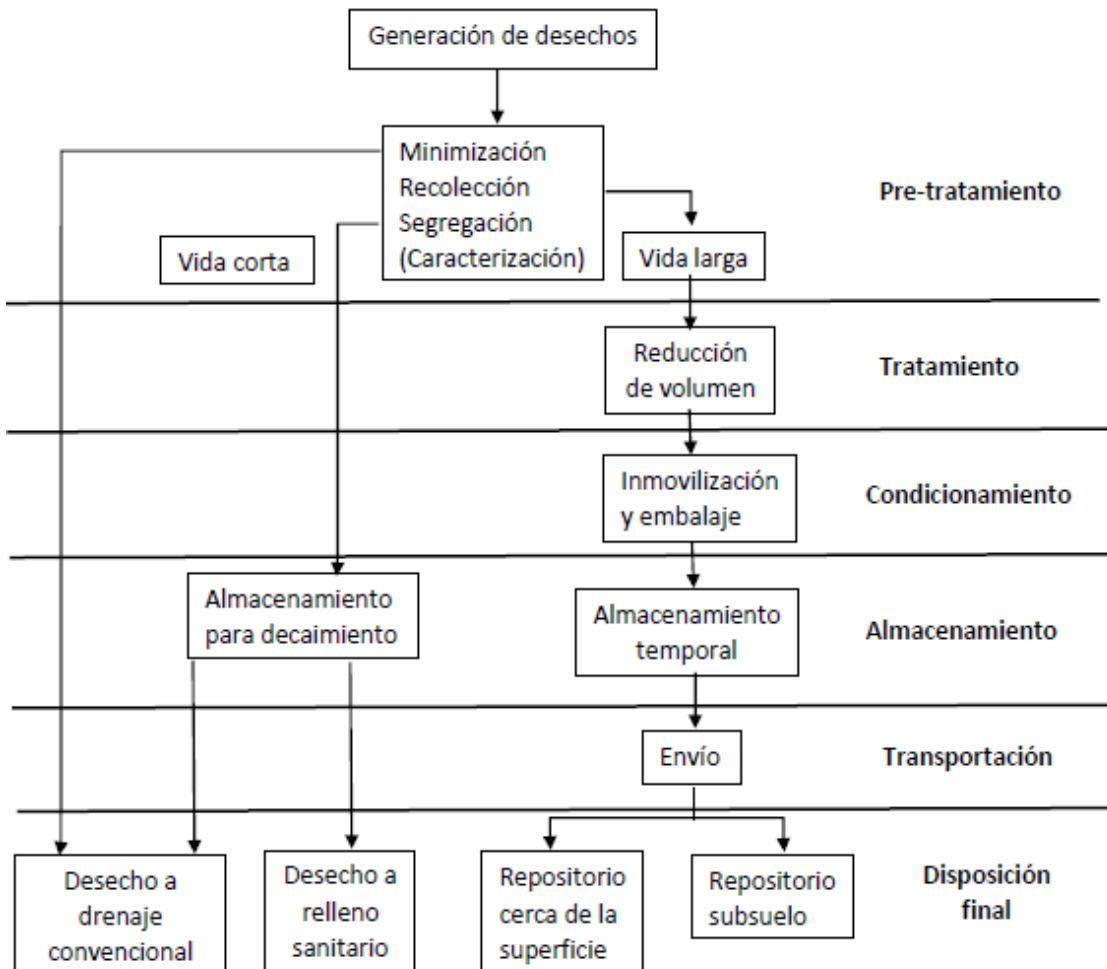 Generación de desechos
Minimización
Recolección
Segregación
(Caracterización)
Pre-tratamiento
Vida corta
Vida larga
Reducción
de volumen
Tratamiento
Inmovilización
y embalaje
Condicionamiento
Almacenamiento
para decaimiento
Almacenamiento
temporal
Almacenamiento
Envío
Transportación
Desecho a
drenaje
convencional
Desecho a
relleno
sanitario
Repositorio
cerca de la
superficie
Repositorio
subsuelo
Disposición
final